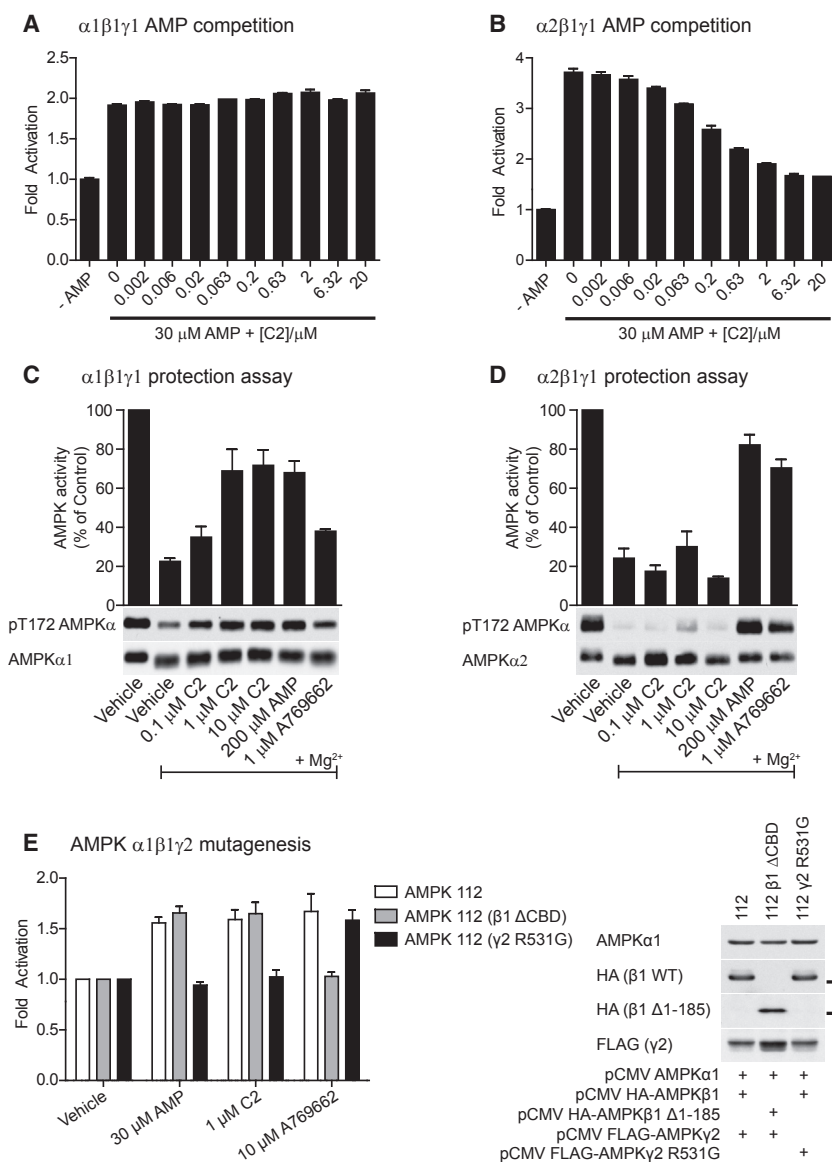 A α1β1γ1 AMP competition
Fold Activation
2.5
2.0
1.5
1.0
0.5
0.0
- AMP 0 0.002 0.006 0.02 0.063 0.2 0.63 2 6.32 20
30 μM AMP + [C2]/μM
B α2β1γ1 AMP competition
Fold Activation
4
3
2
1
0
- AMP 0 0.002 0.006 0.02 0.063 0.2 0.63 2 6.32 20
30 μM AMP + [C2]/μM
C α1β1γ1 protection assay
AMPK activity
(% of Control)
100
80
60
40
20
0
pT172 AMPKα
AMPKα1
Vehicle Vehicle 0.1 μM C2 1 μM C2 10 μM C2 200 μM AMP 1 μM A769662
+ Mg²⁺
D α2β1γ1 protection assay
AMPK activity
(% of Control)
100
80
60
40
20
0
pT172 AMPKα
AMPKα2
Vehicle Vehicle 0.1 μM C2 1 μM C2 10 μM C2 200 μM AMP 1 μM A769662
+ Mg²⁺
E AMPK α1β1γ2 mutagenesis
Fold Activation
2.0
1.5
1.0
0.5
0.0
Vehicle 30 μM AMP 1 μM C2 10 μM A769662
AMPK 112
AMPK 112 (β1 ΔCBD)
AMPK 112 (γ2 R531G)
112 112 β1 ΔCBD 112 γ2 R531G
AMPKα1
HA (β1 WT)
HA (β1 Δ1-185)
FLAG (γ2)
pCMV AMPKα1 + + +
pCMV HA-AMPKβ1 + +
pCMV HA-AMPKβ1 Δ1-185 +
pCMV FLAG-AMPKγ2 + +
pCMV FLAG-AMPKγ2 R531G +